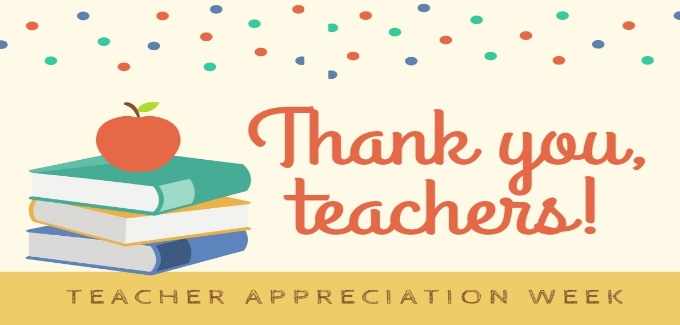 Thank you,
teachers!
TEACHER APPRECIATION WEEK